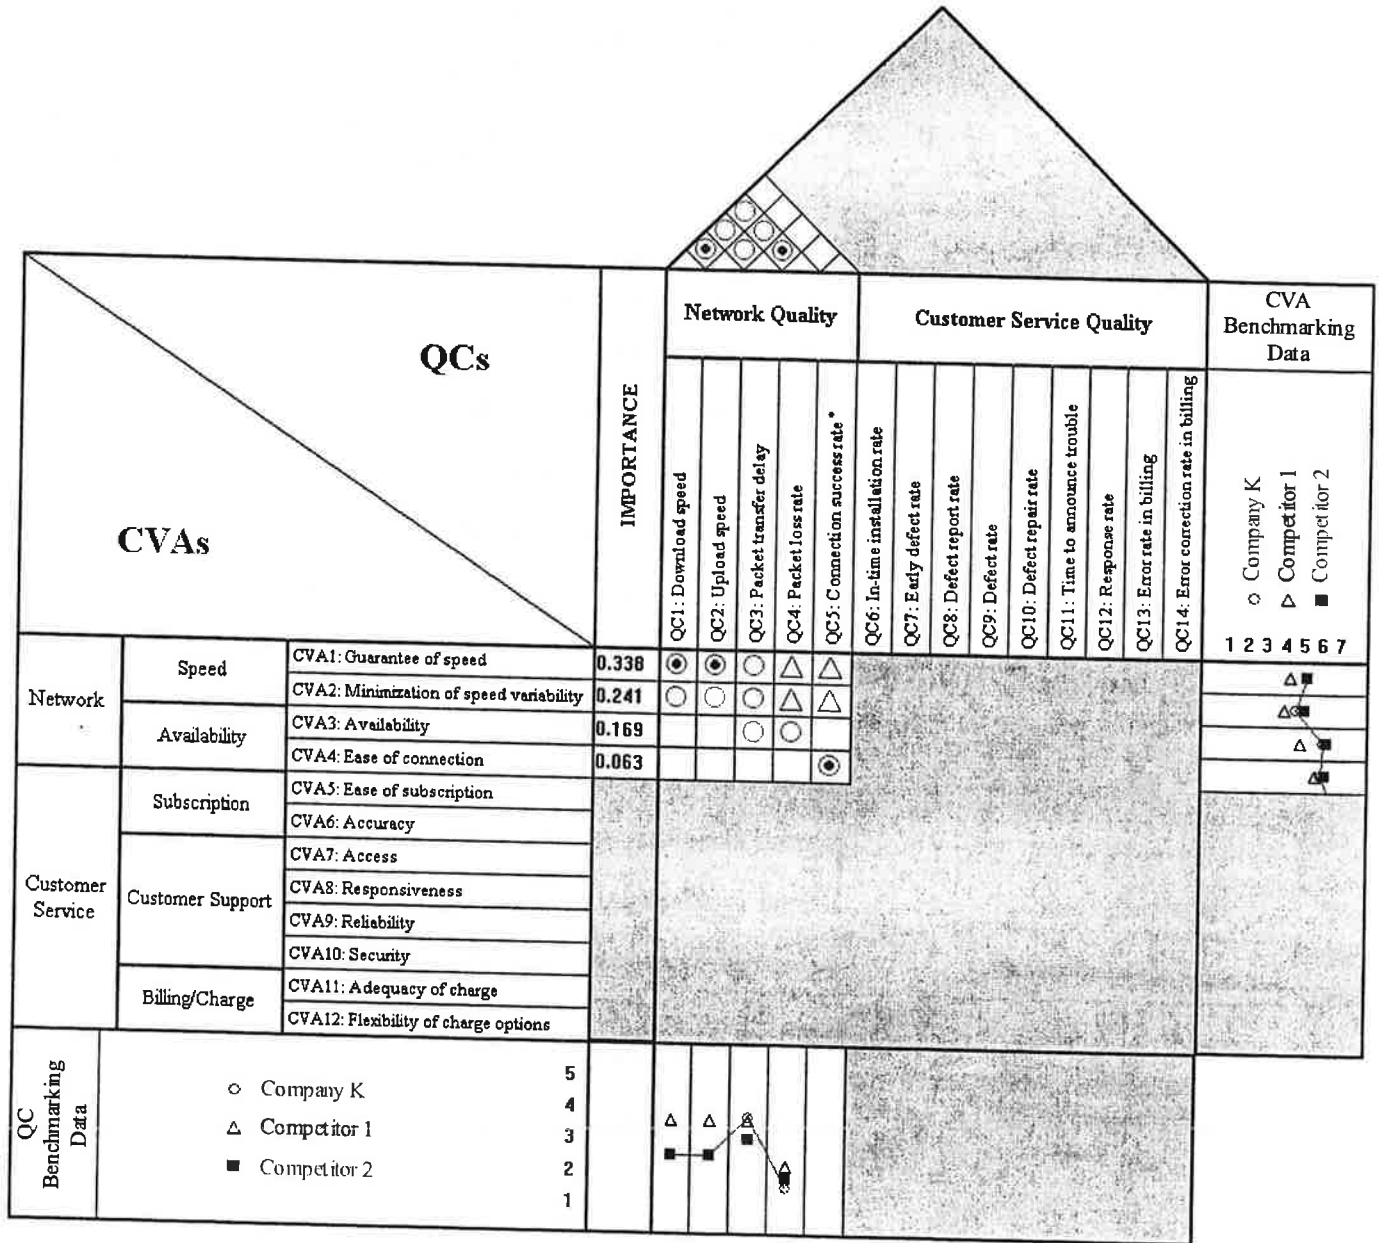 Network Quality
Customer Service Quality
CVA
Benchmarking
Data
QCs
CVAs
IMPORTANCE
QC1: Download speed
QC2: Upload speed
QC3: Packet transfer delay
QC4: Packet loss rate
QC5: Connection success rate*
QC6: In-time installation rate
QC7: Early defect rate
QC8: Defect report rate
QC9: Defect rate
QC10: Defect repair rate
QC11: Time to announce trouble
QC12: Response rate
QC13: Error rate in billing
QC14: Error correction rate in billing
Company K
Competitor 1
Competitor 2
1 2 3 4 5 6 7
Network
Speed
CVA1: Guarantee of speed
0.338
CVA2: Minimization of speed variability
0.241
Availability
CVA3: Availability
0.169
CVA4: Ease of connection
0.063
Customer
Service
Subscription
CVA5: Ease of subscription
CVA6: Accuracy
Customer Support
CVA7: Access
CVA8: Responsiveness
CVA9: Reliability
CVA10: Security
Billing/Charge
CVA11: Adequacy of charge
CVA12: Flexibility of charge options
QC
Benchmarking
Data
Company K
Competitor 1
Competitor 2
5
4
3
2
1